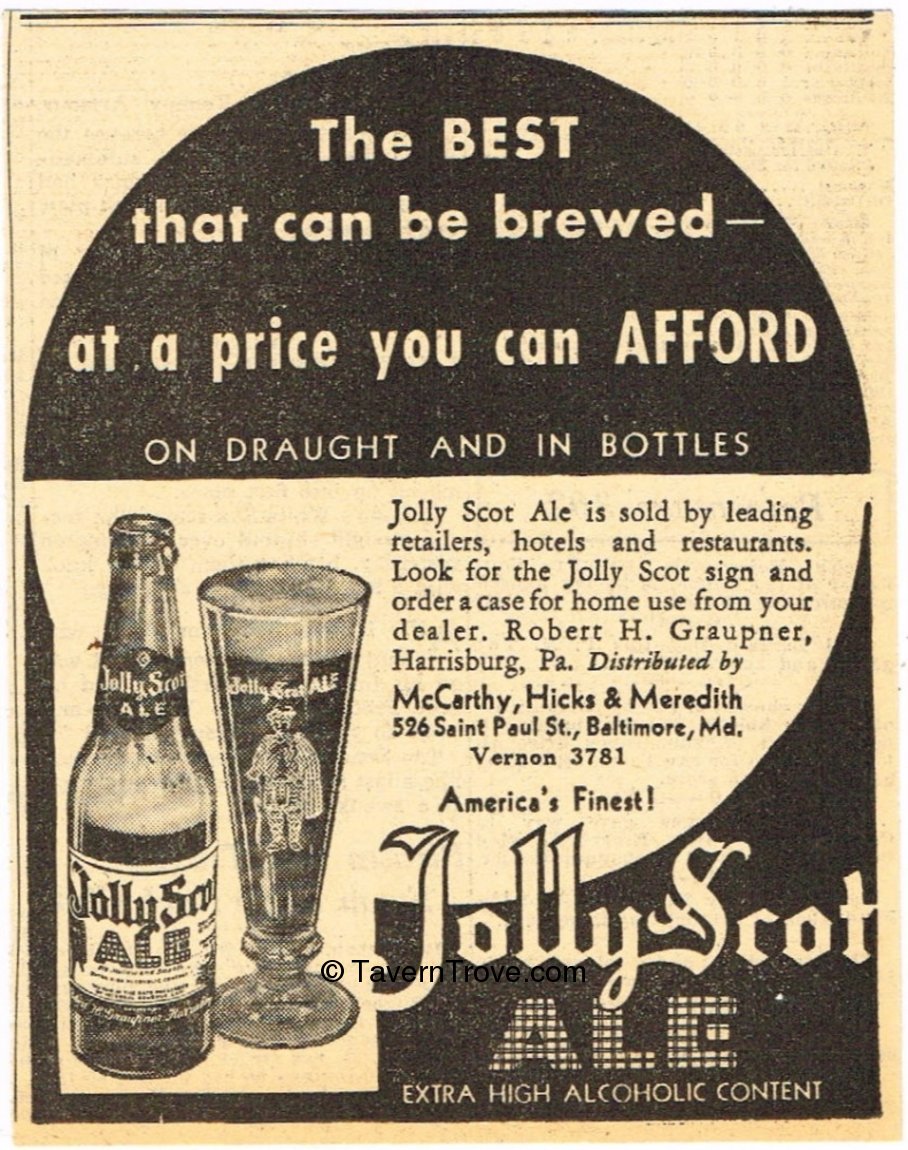 The BEST
that can be brewed—
at a price you can AFFORD
ON DRAUGHT AND IN BOTTLES
Jolly Scot Ale is sold by leading
retailers, hotels and restaurants.
Look for the Jolly Scot sign and
order a case for home use from your
dealer. Robert H. Graupner,
Harrisburg, Pa. Distributed by
McCarthy, Hicks & Meredith
526 Saint Paul St., Baltimore, Md.
Vernon 3781
America's Finest!
Jolly Scot
ALE
EXTRA HIGH ALCOHOLIC CONTENT
Jolly Scot
ALE
Jolly Scot ALE
Jolly Scot
ALE
© TavernTrove.com